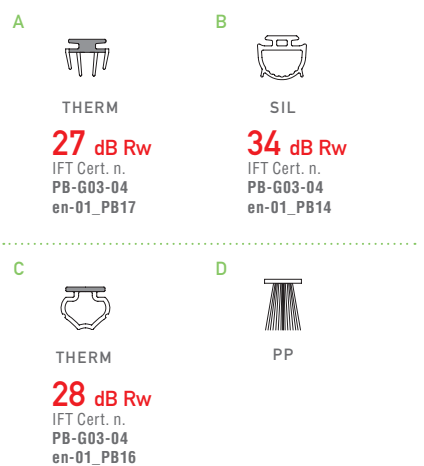 A
THERM
27 dB Rw
IFT Cert. n.
PB-G03-04
en-01_PB17
B
SIL
34 dB Rw
IFT Cert. n.
PB-G03-04
en-01_PB14
C
THERM
28 dB Rw
IFT Cert. n.
PB-G03-04
en-01_PB16
D
PP